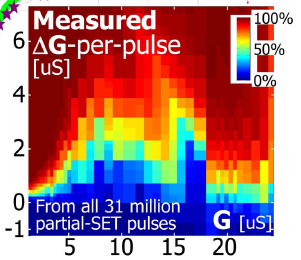 Measured
ΔG-per-pulse
[uS]
100%
50%
0%
6
4
2
0
-1
From all 31 million
partial-SET pulses
G [uS]
5 10 15 20